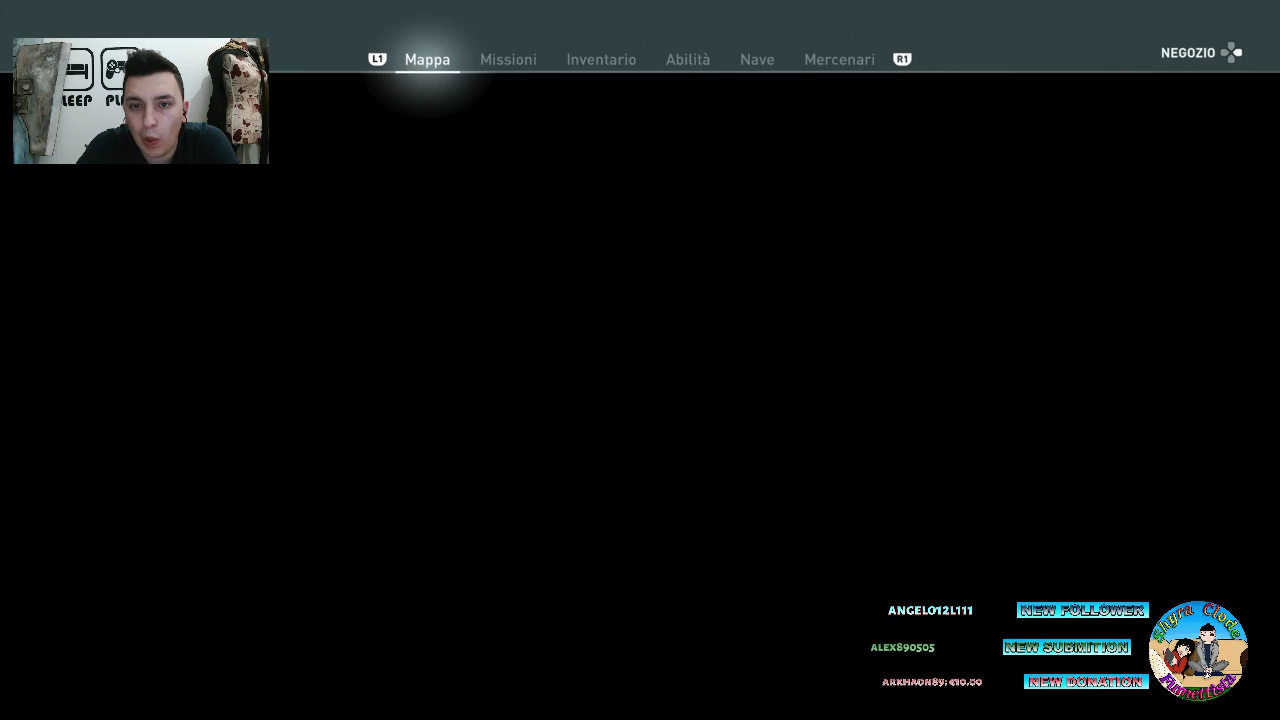 L1 Mappa Missioni Inventario Abilità Nave Mercenari R1
NEGOZIO
ANGELO12L111 NEW FOLLOWER
ALEX890505 NEW SUBMITION
ARKHAON89: €10.00 NEW DONATION